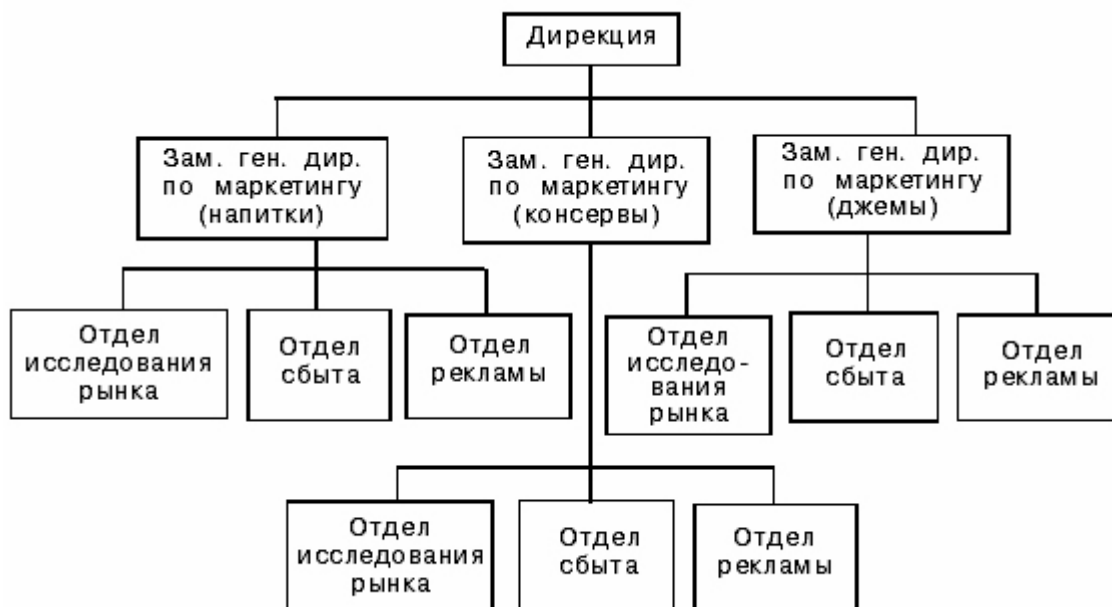 Дирекция
Зам. ген. дир.
по маркетингу
(напитки)
Зам. ген. дир.
по маркетингу
(консервы)
Зам. ген. дир.
по маркетингу
(джемы)
Отдел
исследования
рынка
Отдел
сбыта
Отдел
рекламы
Отдел
исследо-
вания
рынка
Отдел
сбыта
Отдел
рекламы
Отдел
исследования
рынка
Отдел
сбыта
Отдел
рекламы